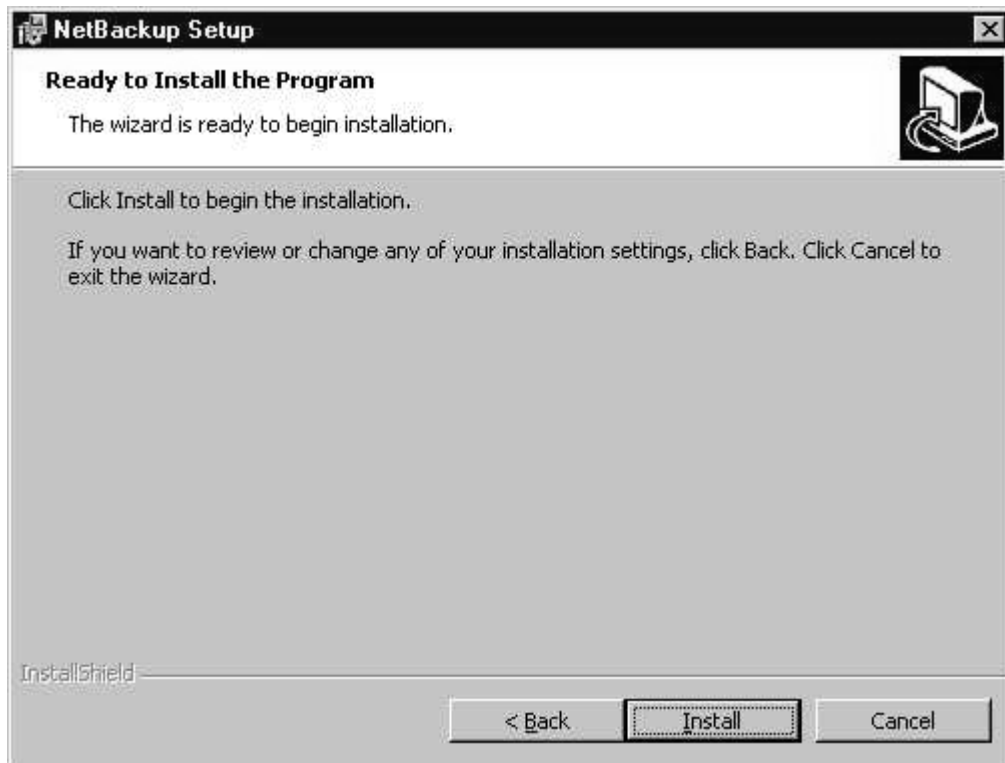 NetBackup Setup
Ready to Install the Program
The wizard is ready to begin installation.
Click Install to begin the installation.
If you want to review or change any of your installation settings, click Back. Click Cancel to
exit the wizard.
InstallShield
< Back
Install
Cancel